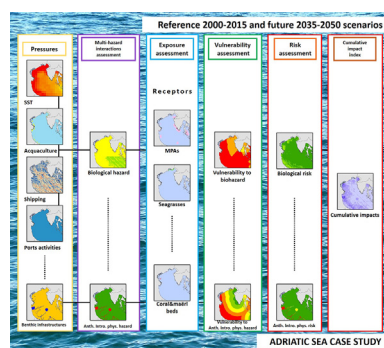 Reference 2000-2015 and future 2035-2050 scenarios
Pressures
Multi-hazard
interactions
assessment
Exposure
assessment
Vulnerability
assessment
Risk
assessment
Cumulative
impact
index
Receptors
SST
Acquaculture
Shipping
Ports activities
Benthic infrastructures
Biological hazard
Anth. Intro. phys. hazard
MPAs
Seagrasses
Coral&maërl
beds
Vulnerability to
biohazard
Vulnerability to
Anth. Intro. phys. hazard
Biological risk
Anth. Intro. phys. risk
Cumulative impacts
ADRIATIC SEA CASE STUDY